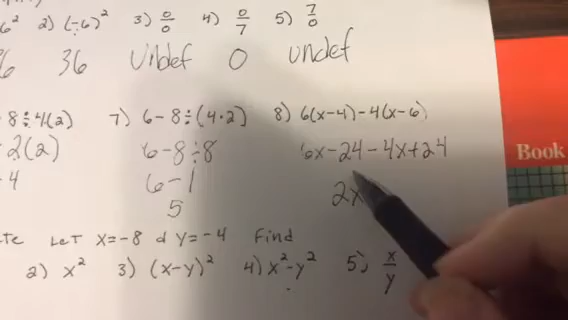 6² 2) (-6)² 3) 0/0 4) 0/7 5) 7/0
36 Undef 0 undef
8÷4(2) 7) 6-8÷(4·2) 8) 6(x-4)-4(x-6)
2(2) 6-8÷8 6x-24-4x+24
4 6-1 2x
5
Book
Let x=-8 d y=-4 Find
2) x² 3) (x-y)² 4) x²-y² 5) x/y